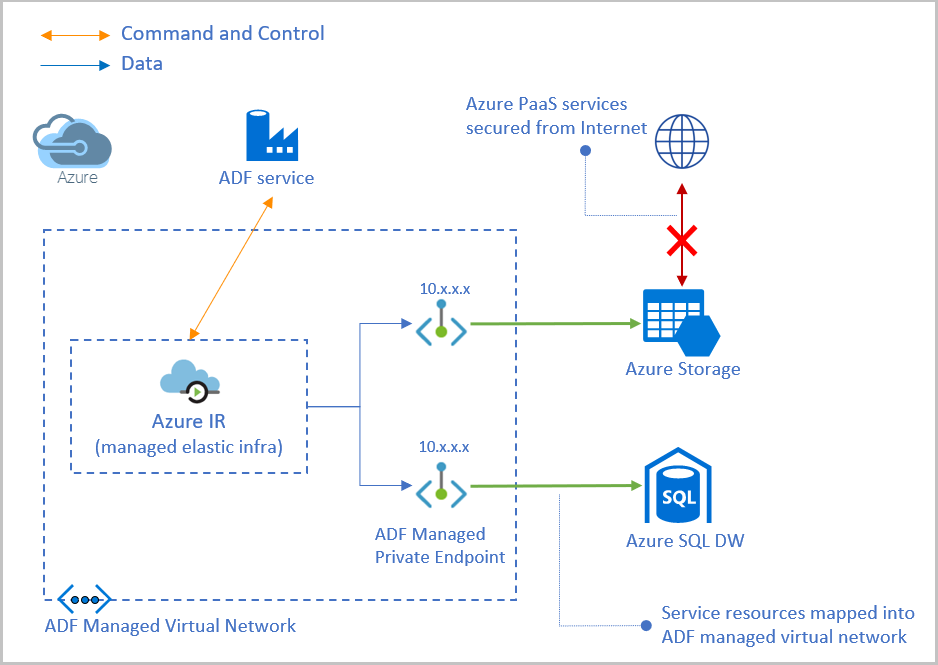 Command and Control
Data
Azure PaaS services
secured from Internet
Azure
ADF service
10.x.x.x
Azure Storage
Azure IR
(managed elastic infra)
10.x.x.x
SQL
ADF Managed
Private Endpoint
Azure SQL DW
ADF Managed Virtual Network
Service resources mapped into
ADF managed virtual network